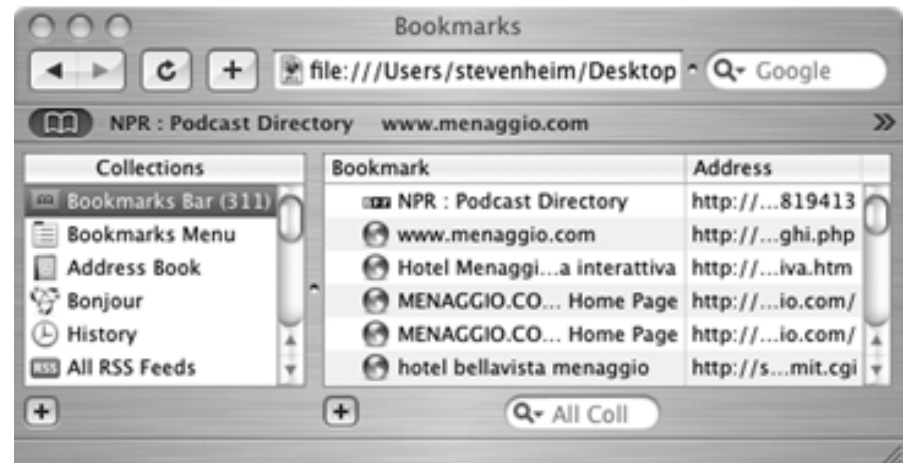 Bookmarks
file:///Users/stevenheim/Desktop Google
NPR : Podcast Directory www.menaggio.com
Collections Bookmark Address
Bookmarks Bar (311) NPR : Podcast Directory http://...819413
Bookmarks Menu www.menaggio.com http://...ghi.php
Address Book Hotel Menaggi...a interattiva http://...iva.htm
Bonjour MENAGGIO.CO... Home Page http://...io.com/
History MENAGGIO.CO... Home Page http://...io.com/
RSS All RSS Feeds hotel bellavista menaggio http://s...mit.cgi
All Coll